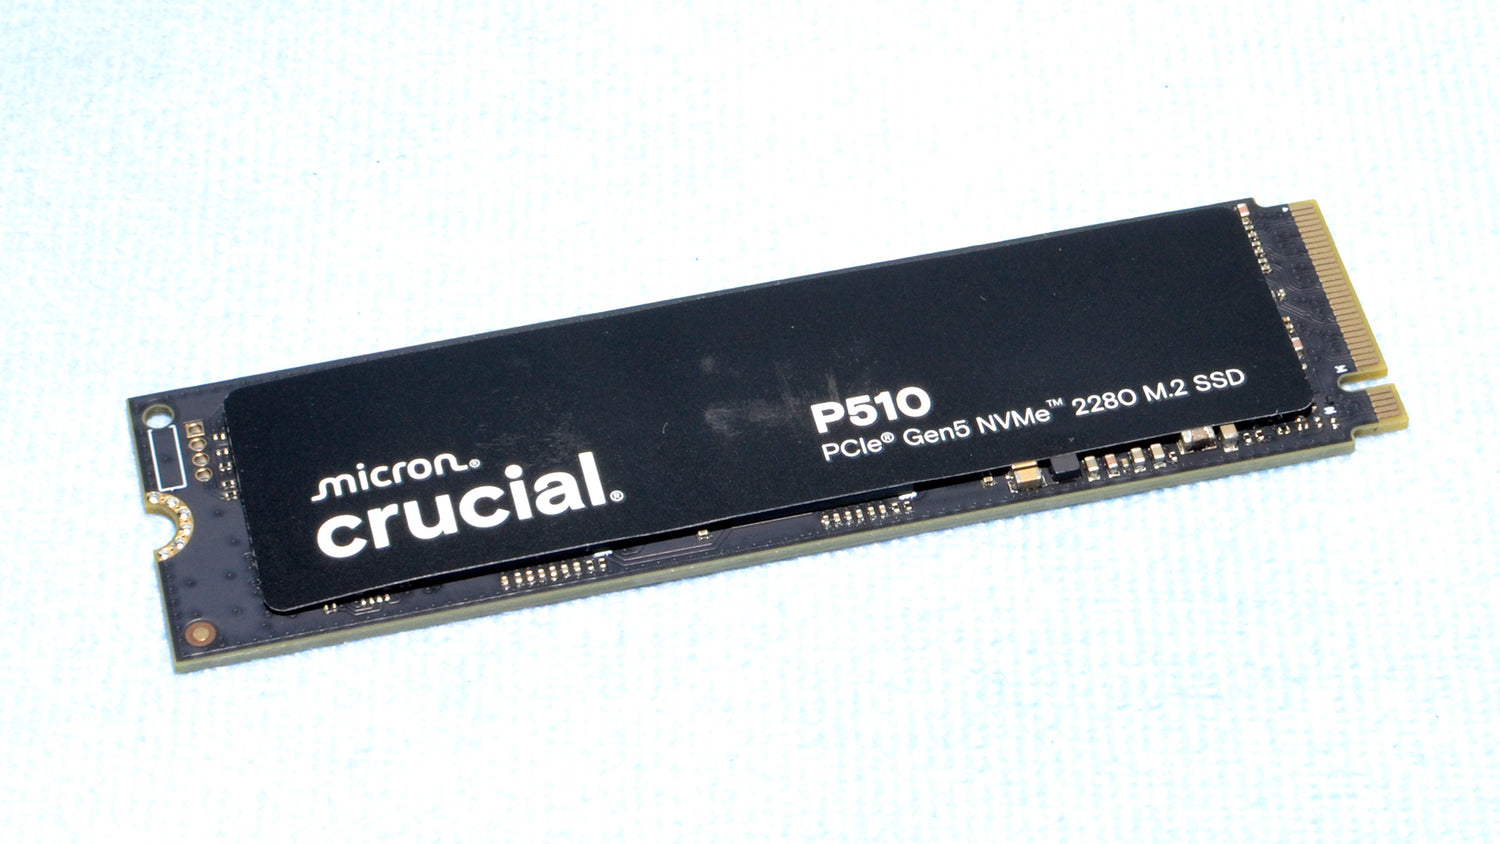 micron®
crucial®
P510
PCIe® Gen5 NVMe™ 2280 M.2 SSD